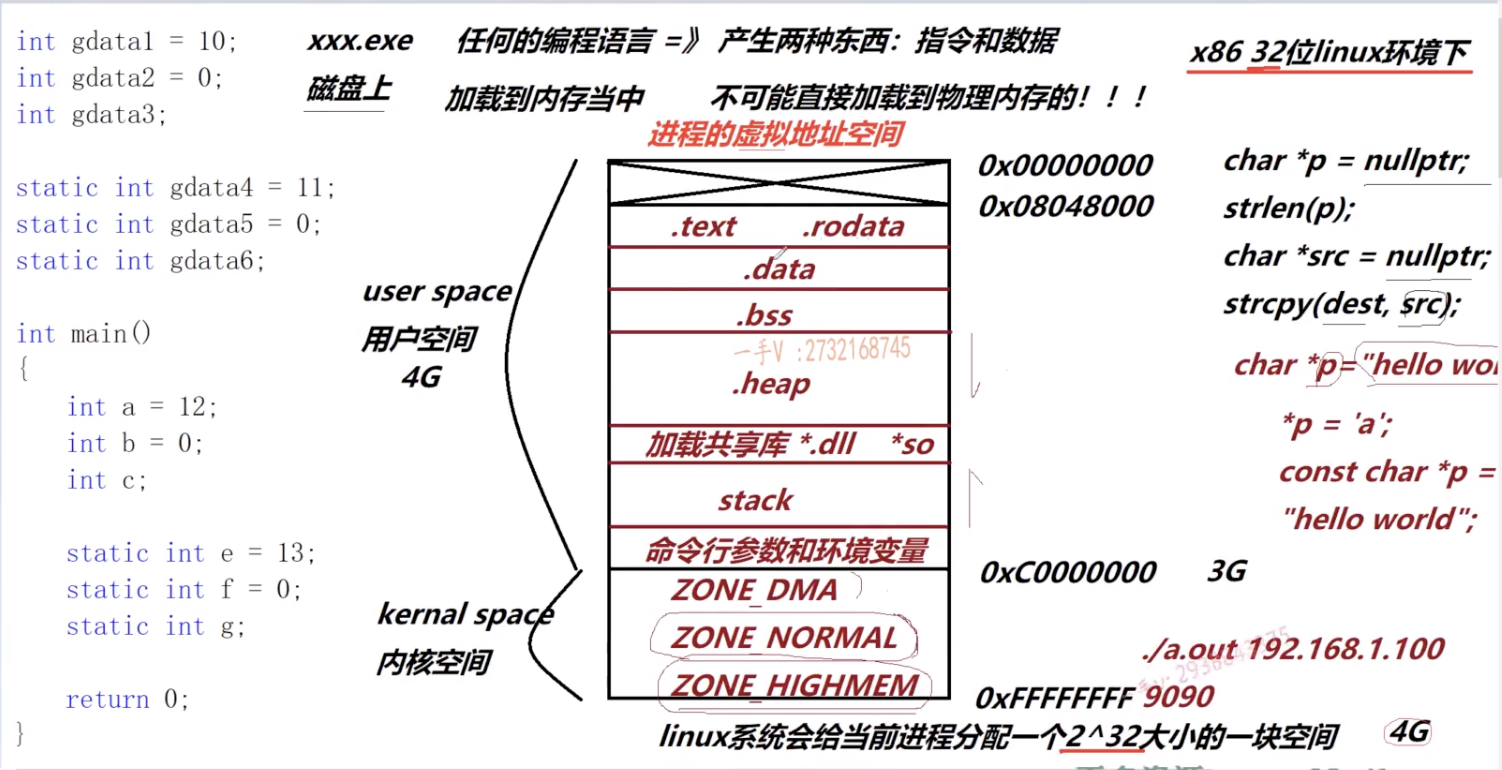 int gdata1 = 10;
int gdata2 = 0;
int gdata3;
static int gdata4 = 11;
static int gdata5 = 0;
static int gdata6;
int main()
{
int a = 12;
int b = 0;
int c;
static int e = 13;
static int f = 0;
static int g;
return 0;
}
xxx.exe 任何的编程语言 =》 产生两种东西：指令和数据
磁盘上 加载到内存当中 不可能直接加载到物理内存的！！！
x86 32位linux环境下
进程的虚拟地址空间
user space
用户空间
4G
kernal space
内核空间
.text .rodata
.data
.bss
一手V :2732168745
.heap
加载共享库 *.dll *so
stack
命令行参数和环境变量
ZONE_DMA
ZONE_NORMAL
ZONE_HIGHMEM
0x00000000
0x08048000
0xC0000000 3G
0xFFFFFFFF 9090
char *p = nullptr;
strlen(p);
char *src = nullptr;
strcpy(dest, src);
char *p="hello wo
*p = 'a';
const char *p =
"hello world";
./a.out 192.168.1.100
linux系统会给当前进程分配一个2^32大小的一块空间 4G